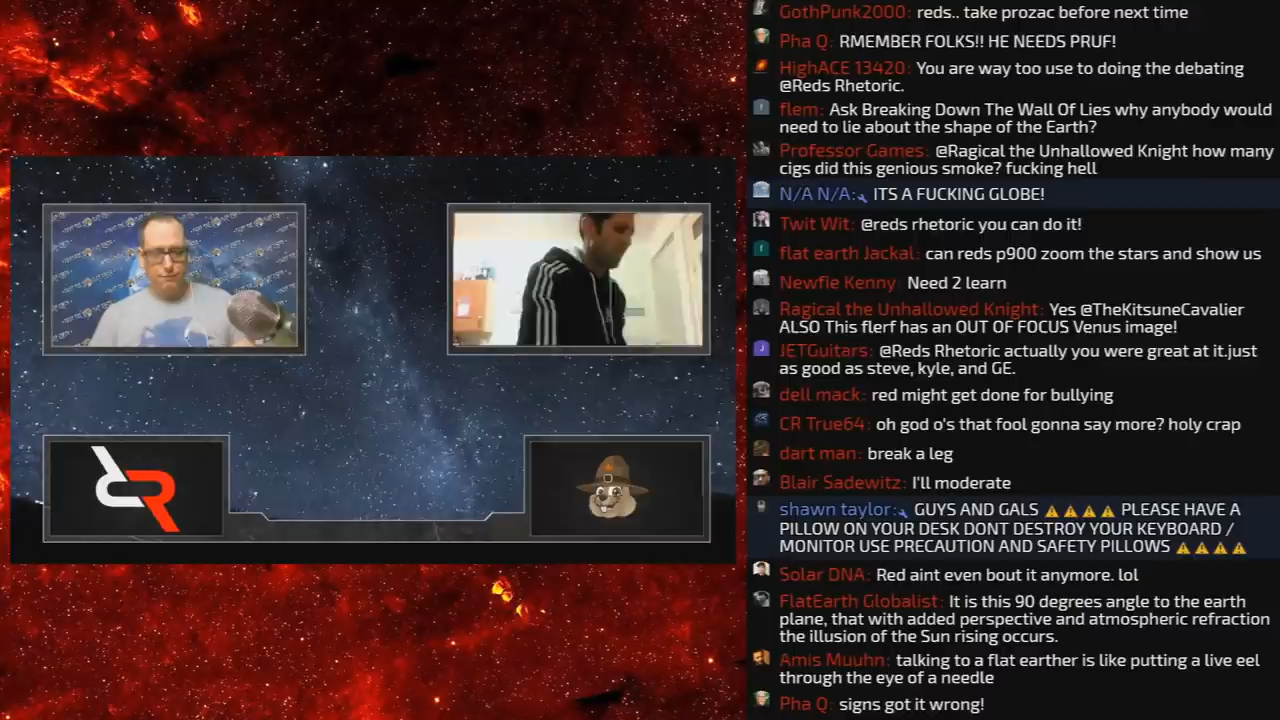 GothPunk2000: reds.. take prozac before next time
Pha Q: RMEMBER FOLKS!! HE NEEDS PRUF!
HighACE 13420: You are way too use to doing the debating
@Reds Rhetoric.
flem: Ask Breaking Down The Wall Of Lies why anybody would
need to lie about the shape of the Earth?
Professor Games: @Ragical the Unhallowed Knight how many
cigs did this genious smoke? fucking hell
N/A N/A: ITS A FUCKING GLOBE!
Twit Wit: @reds rhetoric you can do it!
flat earth Jackal: can reds p900 zoom the stars and show us
Newfie Kenny: Need 2 learn
Ragical the Unhallowed Knight: Yes @TheKitsuneCavalier
ALSO This flerf has an OUT OF FOCUS Venus image!
JETGuitars: @Reds Rhetoric actually you were great at it.just
as good as steve, kyle, and GE.
dell mack: red might get done for bullying
CR True64: oh god o's that fool gonna say more? holy crap
dart man: break a leg
Blair Sadewitz: I'll moderate
shawn taylor: GUYS AND GALS ⚠⚠⚠⚠ PLEASE HAVE A
PILLOW ON YOUR DESK DONT DESTROY YOUR KEYBOARD /
MONITOR USE PRECAUTION AND SAFETY PILLOWS ⚠⚠⚠⚠
Solar DNA: Red aint even bout it anymore. lol
FlatEarth Globalist: It is this 90 degrees angle to the earth
plane, that with added perspective and atmospheric refraction
the illusion of the Sun rising occurs.
Amis Muuhn: talking to a flat earther is like putting a live eel
through the eye of a needle
Pha Q: signs got it wrong!